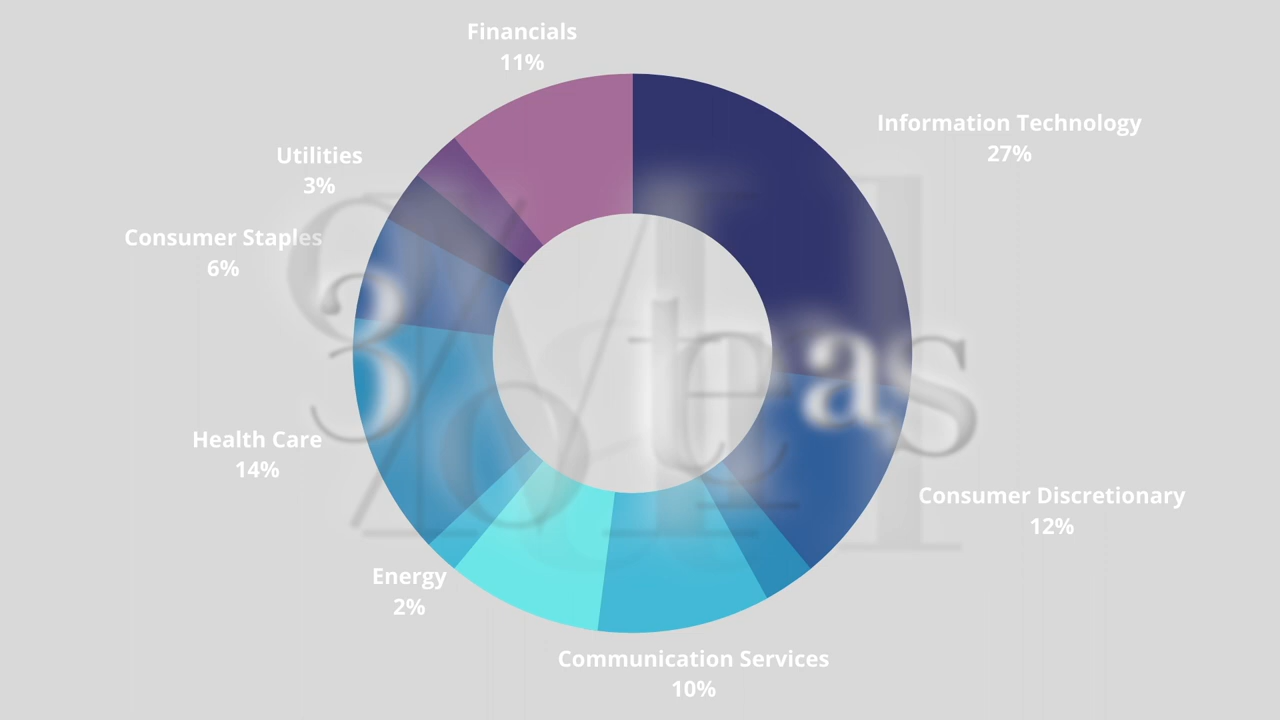 Financials
11%
Information Technology
27%
Utilities
3%
Consumer Staples
6%
Health Care
14%
Consumer Discretionary
12%
Energy
2%
Communication Services
10%